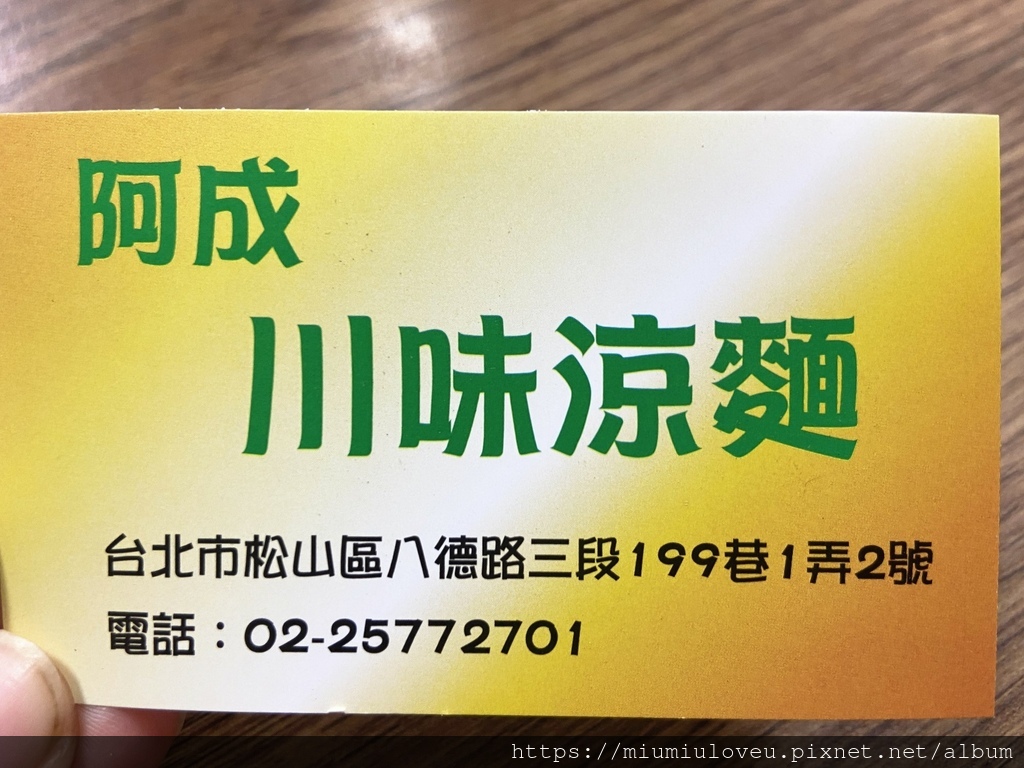 阿成
川味涼麵
台北市松山區八德路三段199巷1弄2號
電話：02-25772701
https://miumiuloveu.pixnet.net/album